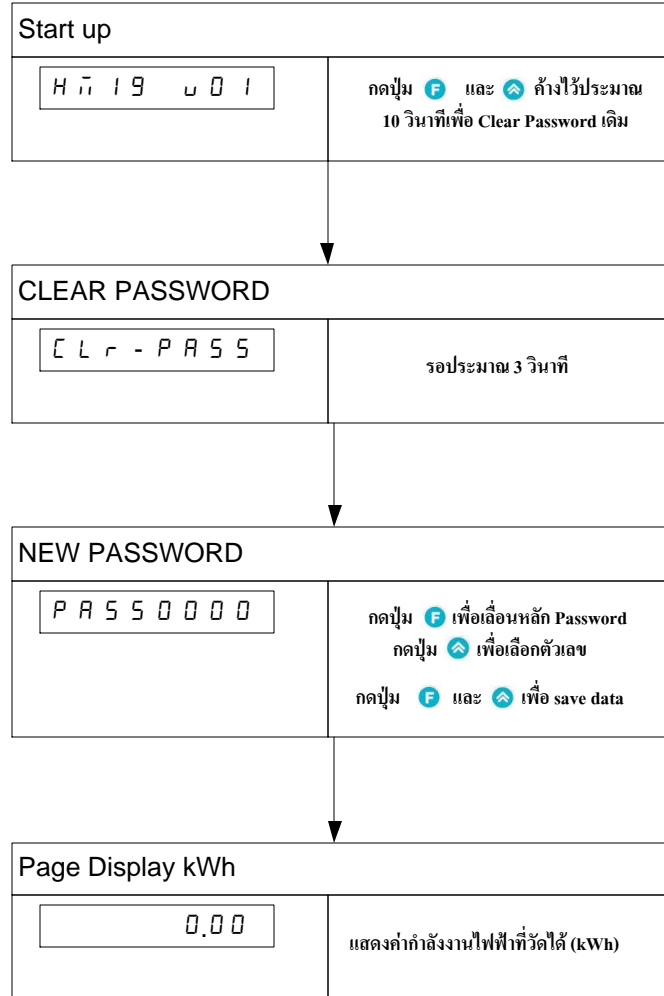 Start up
Hm19 v01
กดปุ่ม F และ ค้างไว้ประมาณ
10 วินาทีเพื่อ Clear Password เดิม
CLEAR PASSWORD
CLr-PASS
รอประมาณ 3 วินาที
NEW PASSWORD
PASS0000
กดปุ่ม F เพื่อเลื่อนหลัก Password
กดปุ่ม เพื่อเลือกตัวเลข
กดปุ่ม F และ เพื่อ save data
Page Display kWh
0.00
แสดงค่ากำลังงานไฟฟ้าที่วัดได้ (kWh)